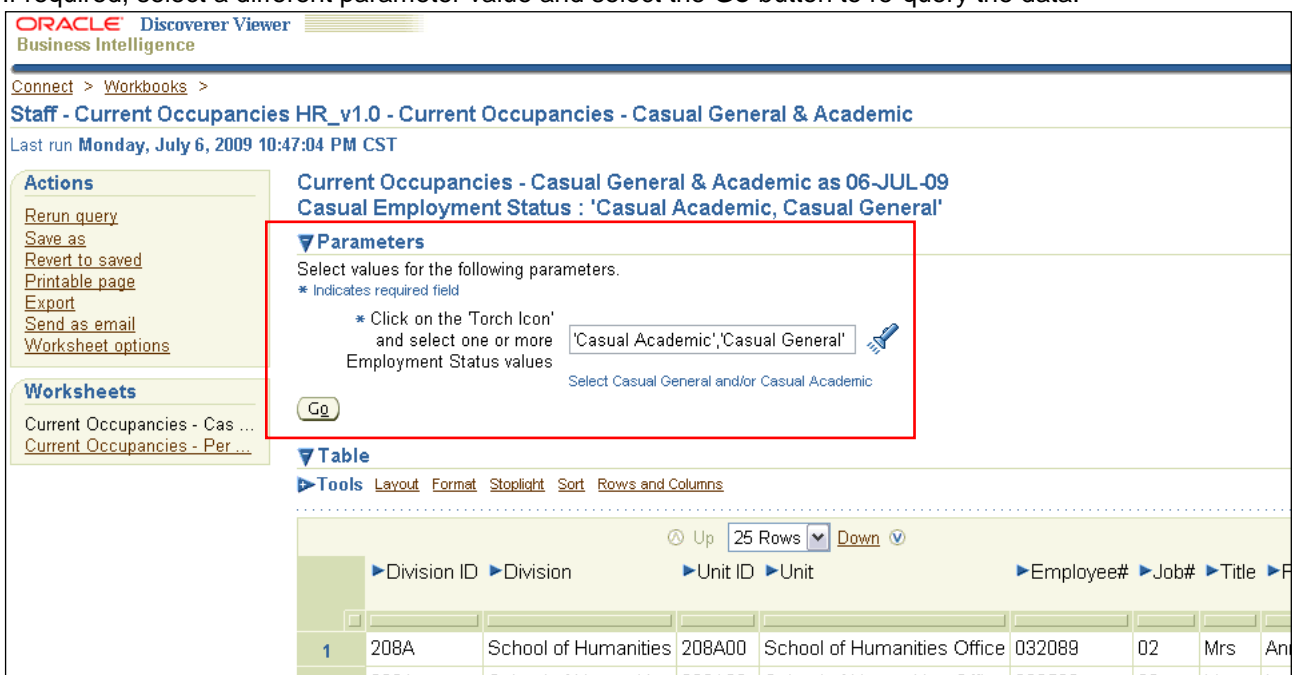 If required, select a different parameter value and select the Go button to re-query the data.
ORACLE Discoverer Viewer
Business Intelligence
Connect > Workbooks >
Staff - Current Occupancies HR_v1.0 - Current Occupancies - Casual General & Academic
Last run Monday, July 6, 2009 10:47:04 PM CST
Actions
Rerun query
Save as
Revert to saved
Printable page
Export
Send as email
Worksheet options
Worksheets
Current Occupancies - Cas ...
Current Occupancies - Per ...
Current Occupancies - Casual General & Academic as 06-JUL-09
Casual Employment Status : 'Casual Academic, Casual General'
Parameters
Select values for the following parameters.
* Indicates required field
* Click on the 'Torch Icon'
and select one or more
Employment Status values
'Casual Academic','Casual General'
Select Casual General and/or Casual Academic
Go
Table
Tools Layout Format Stoplight Sort Rows and Columns
Up 25 Rows Down
Division ID Division Unit ID Unit Employee# Job# Title
1 208A School of Humanities 208A00 School of Humanities Office 032089 02 Mrs